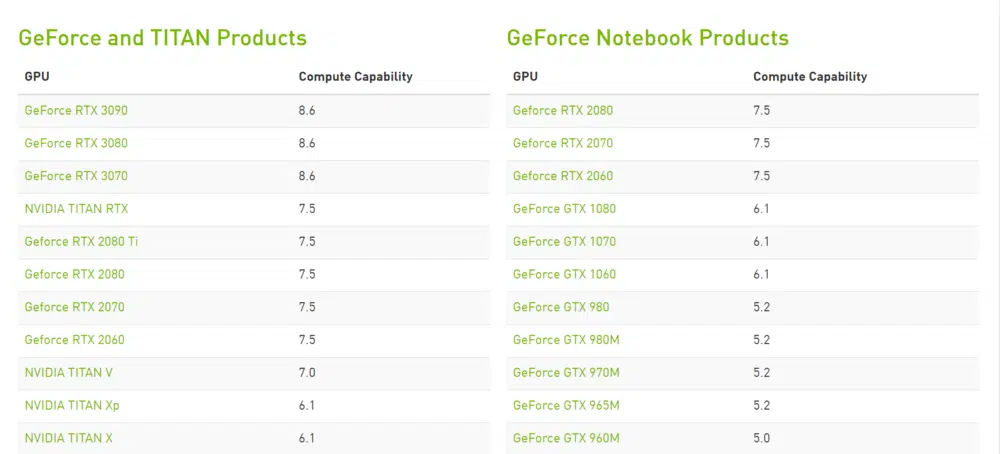 GeForce and TITAN Products
GPU Compute Capability
GeForce RTX 3090 8.6
GeForce RTX 3080 8.6
GeForce RTX 3070 8.6
NVIDIA TITAN RTX 7.5
Geforce RTX 2080 Ti 7.5
Geforce RTX 2080 7.5
Geforce RTX 2070 7.5
Geforce RTX 2060 7.5
NVIDIA TITAN V 7.0
NVIDIA TITAN Xp 6.1
NVIDIA TITAN X 6.1
GeForce Notebook Products
GPU Compute Capability
Geforce RTX 2080 7.5
Geforce RTX 2070 7.5
Geforce RTX 2060 7.5
GeForce GTX 1080 6.1
GeForce GTX 1070 6.1
GeForce GTX 1060 6.1
GeForce GTX 980 5.2
GeForce GTX 980M 5.2
GeForce GTX 970M 5.2
GeForce GTX 965M 5.2
GeForce GTX 960M 5.0